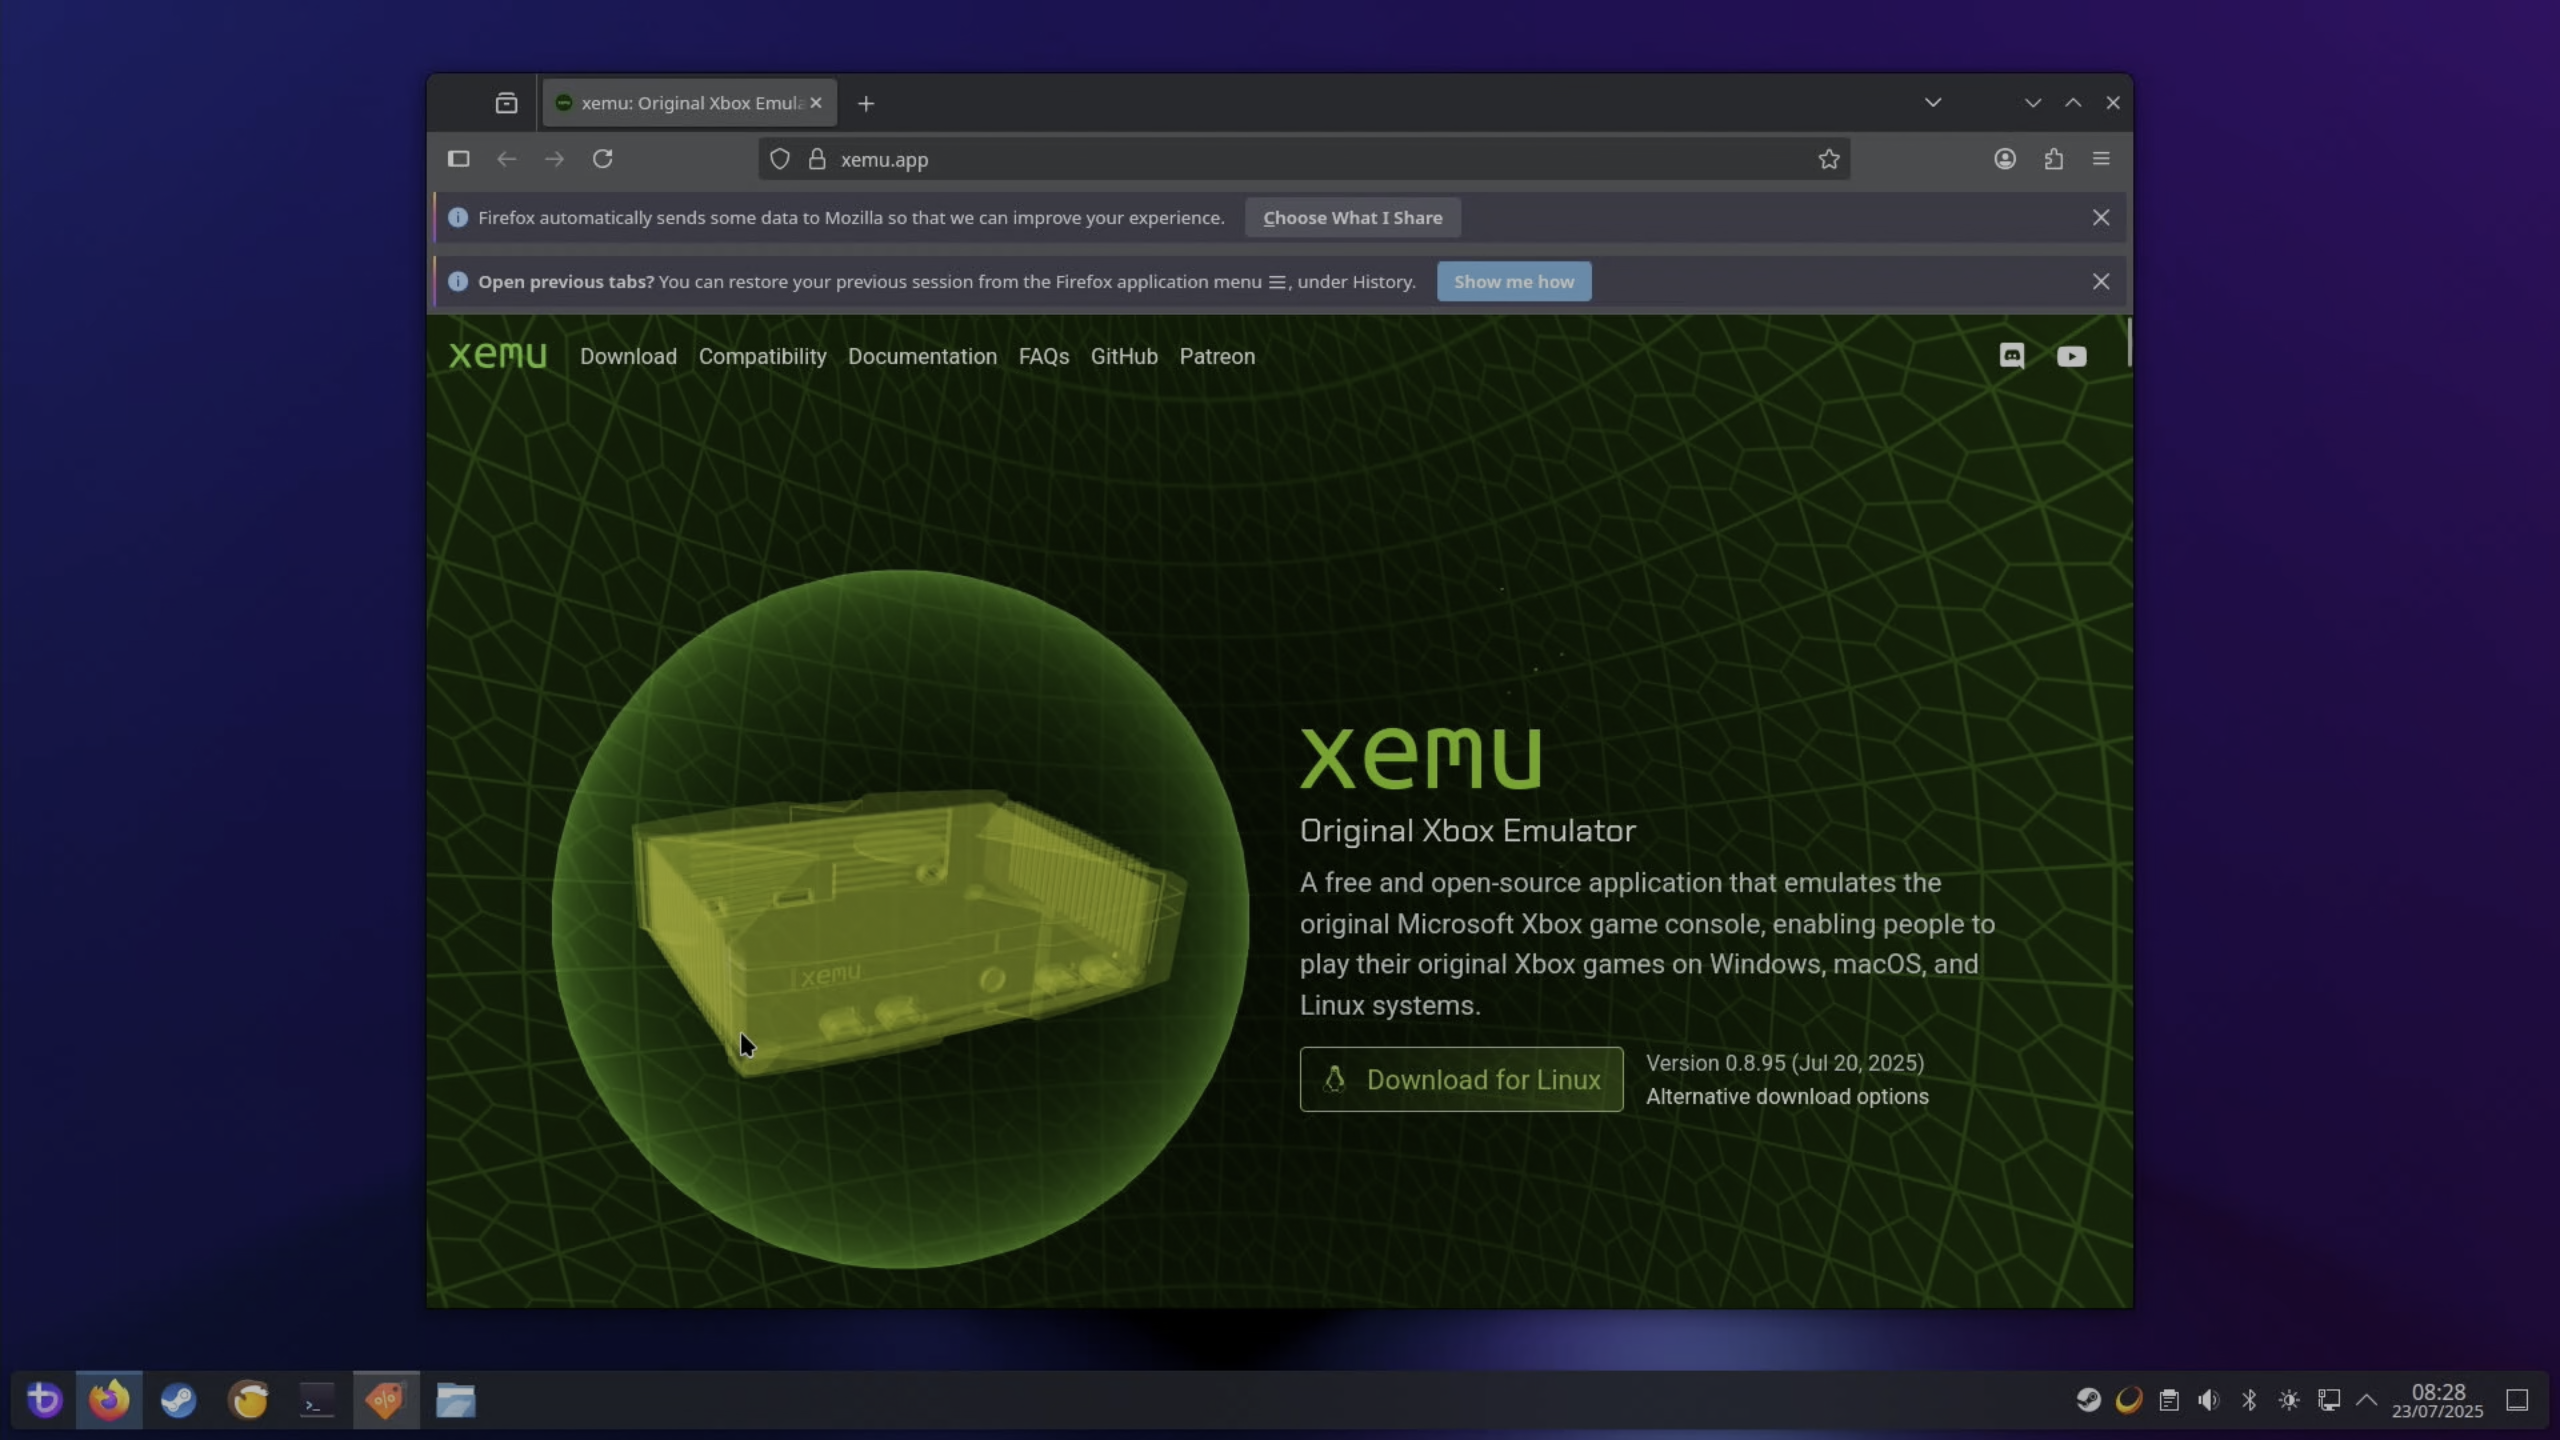 xemu: Original Xbox Emula
xemu.app
Firefox automatically sends some data to Mozilla so that we can improve your experience. Choose What I Share
Open previous tabs? You can restore your previous session from the Firefox application menu ☰, under History. Show me how
xemu Download Compatibility Documentation FAQs GitHub Patreon
xemu
xemu
Original Xbox Emulator
A free and open-source application that emulates the
original Microsoft Xbox game console, enabling people to
play their original Xbox games on Windows, macOS, and
Linux systems.
Download for Linux
Version 0.8.95 (Jul 20, 2025)
Alternative download options
08:28
23/07/2025